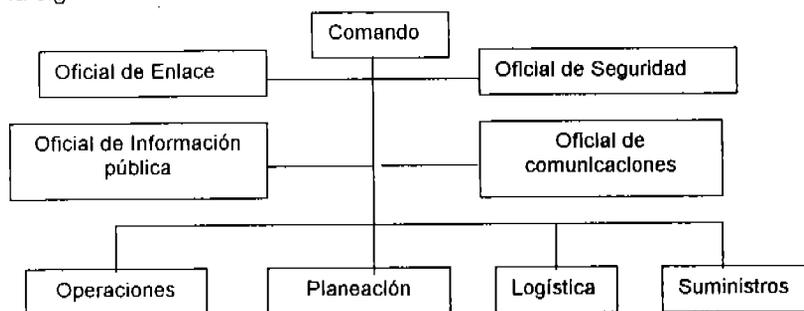 Comando
Oficial de Enlace
Oficial de Seguridad
Oficial de Información
pública
Oficial de
comunicaciones
Operaciones
Planeación
Logística
Suministros